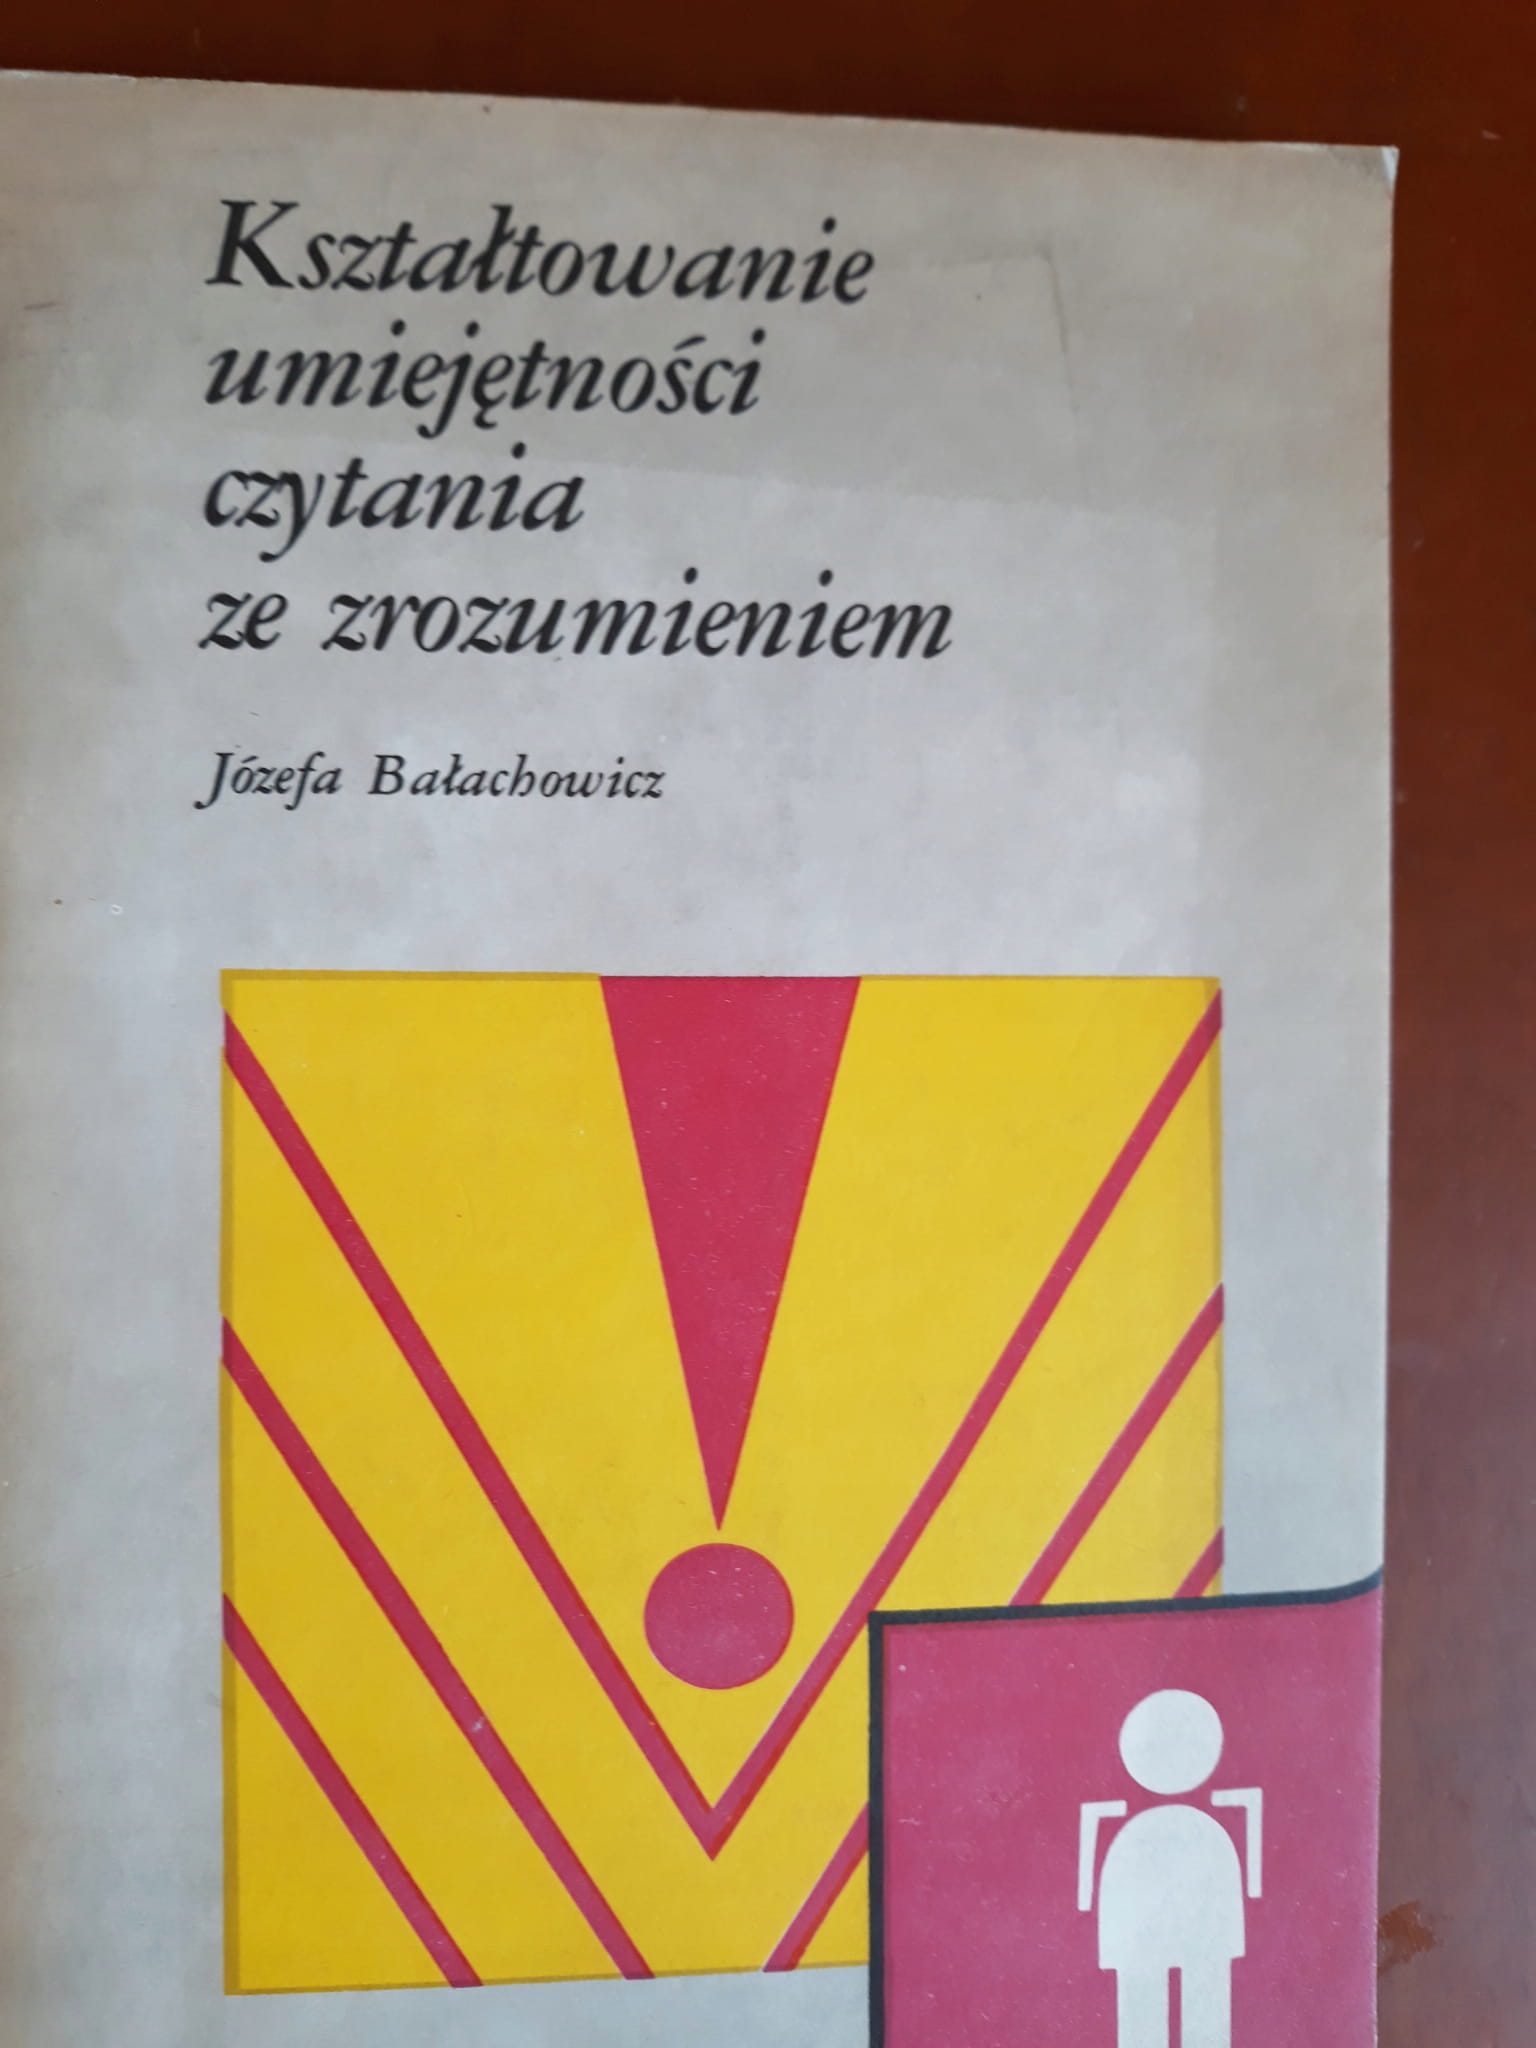 Kształtowanie
umiejętności
czytania
ze zrozumieniem
Józefa Bałachowicz